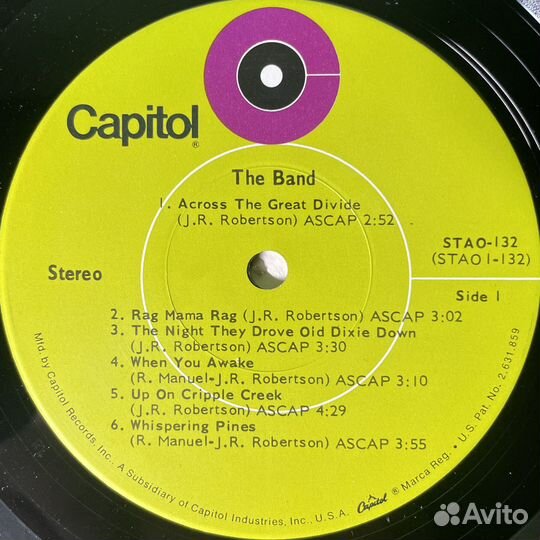 Capitol®
The Band
1. Across The Great Divide
(J.R. Robertson) ASCAP 2:52
STAO-132
(STAO 1-132)
Stereo
Side 1
2. Rag Mama Rag (J.R. Robertson) ASCAP 3:02
3. The Night They Drove Old Dixie Down
(J.R. Robertson) ASCAP 3:30
4. When You Awake
(R. Manuel-J.R. Robertson) ASCAP 3:10
5. Up On Cripple Creek
(J.R. Robertson) ASCAP 4:29
6. Whispering Pines
(R. Manuel-J.R. Robertson) ASCAP 3:55
Mfd. by Capitol Records, Inc., A Subsidiary of Capitol Industries, Inc., U.S.A. Capitol ® Marca Reg. • U.S. Pat. No. 2,631,859
Avito